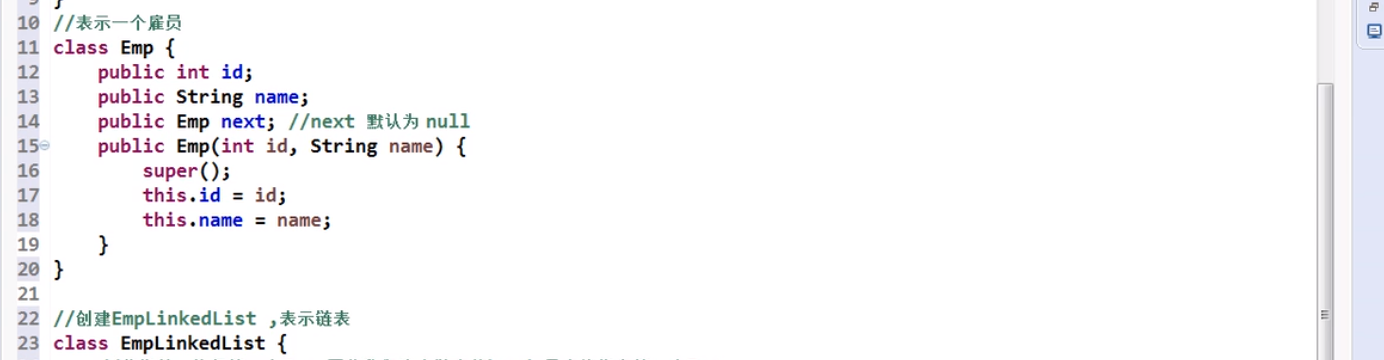 10 //表示一个雇员
11 class Emp {
12 public int id;
13 public String name;
14 public Emp next; //next 默认为 null
15 public Emp(int id, String name) {
16 super();
17 this.id = id;
18 this.name = name;
19 }
20 }
21
22 //创建EmpLinkedList ,表示链表
23 class EmpLinkedList {